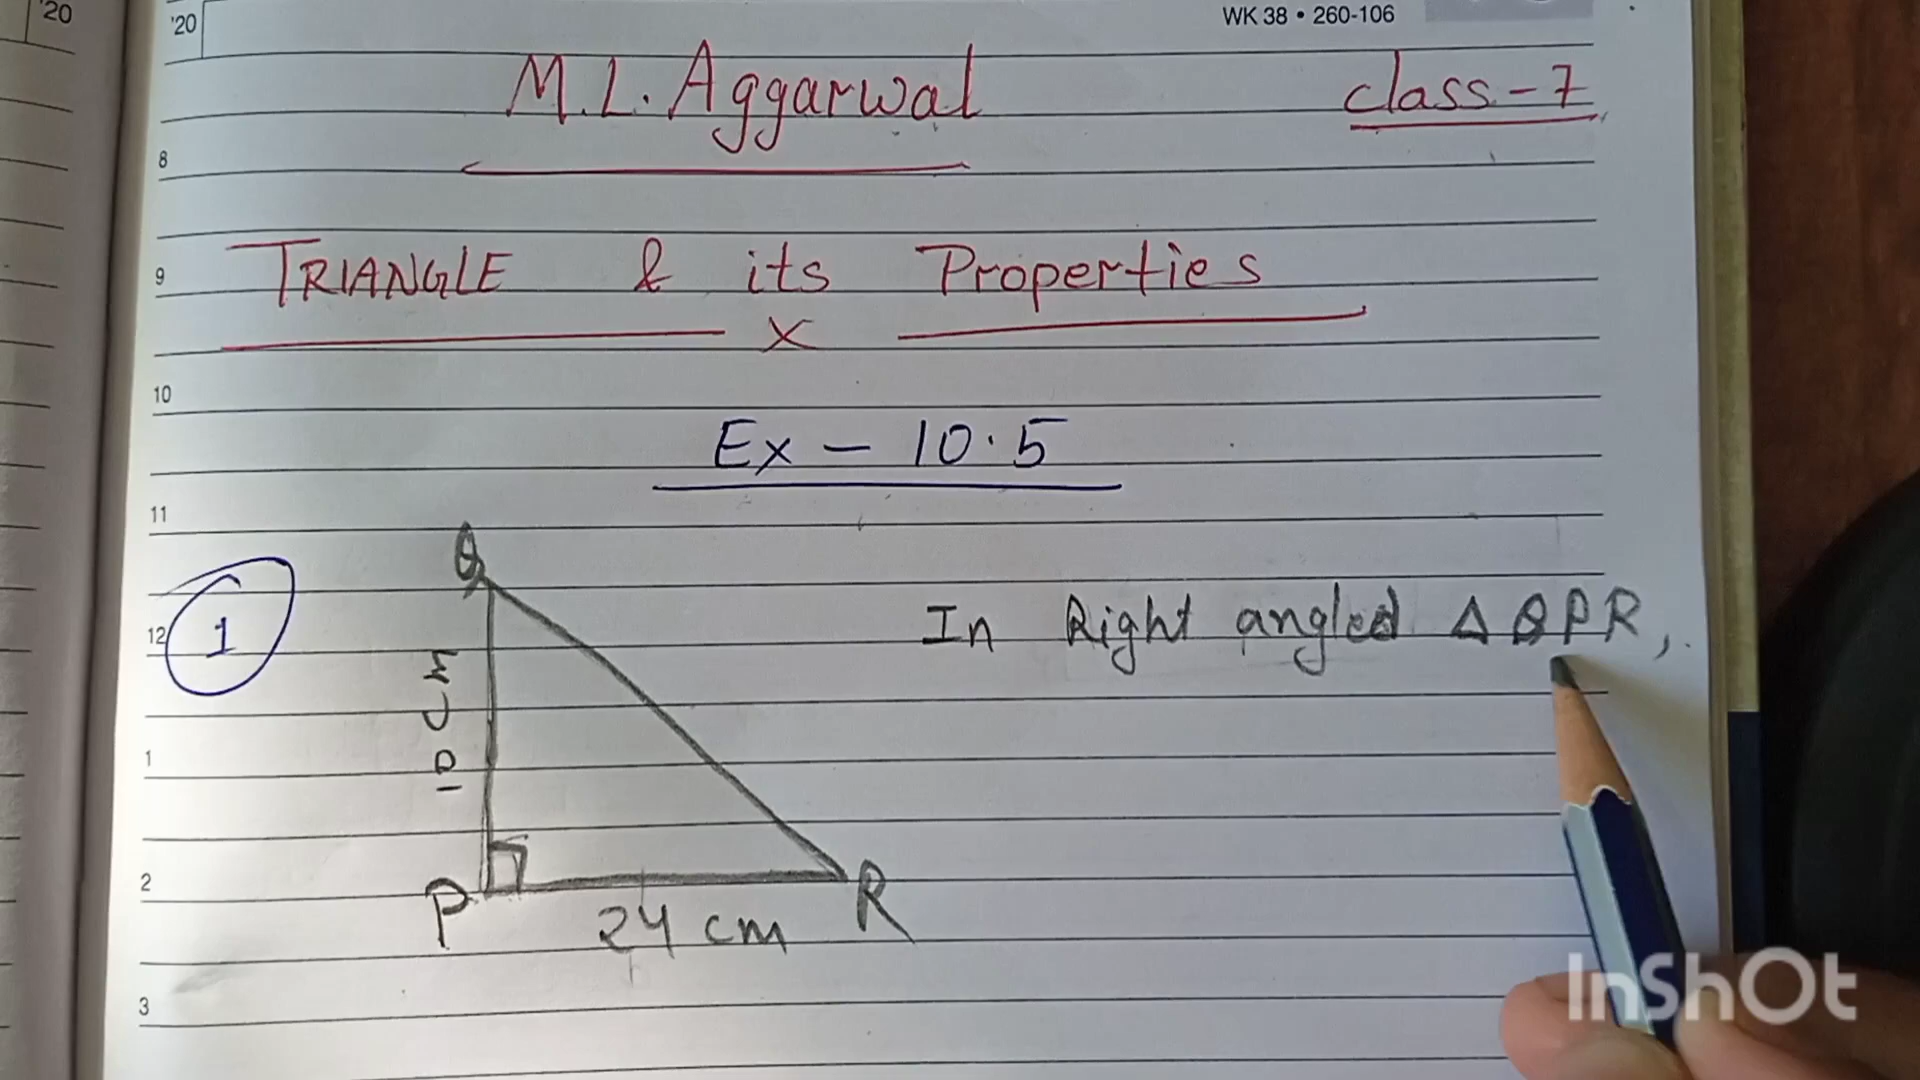 '20
'20
WK 38 • 260-106
M.L. Aggarwal
class-7
8
TRIANGLE & its Properties
9
x
10
Ex - 10.5
11
Q
1
In Right angled Δ QPR,
12
10 CM
1
2
P
R
24 cm
3
InShOt